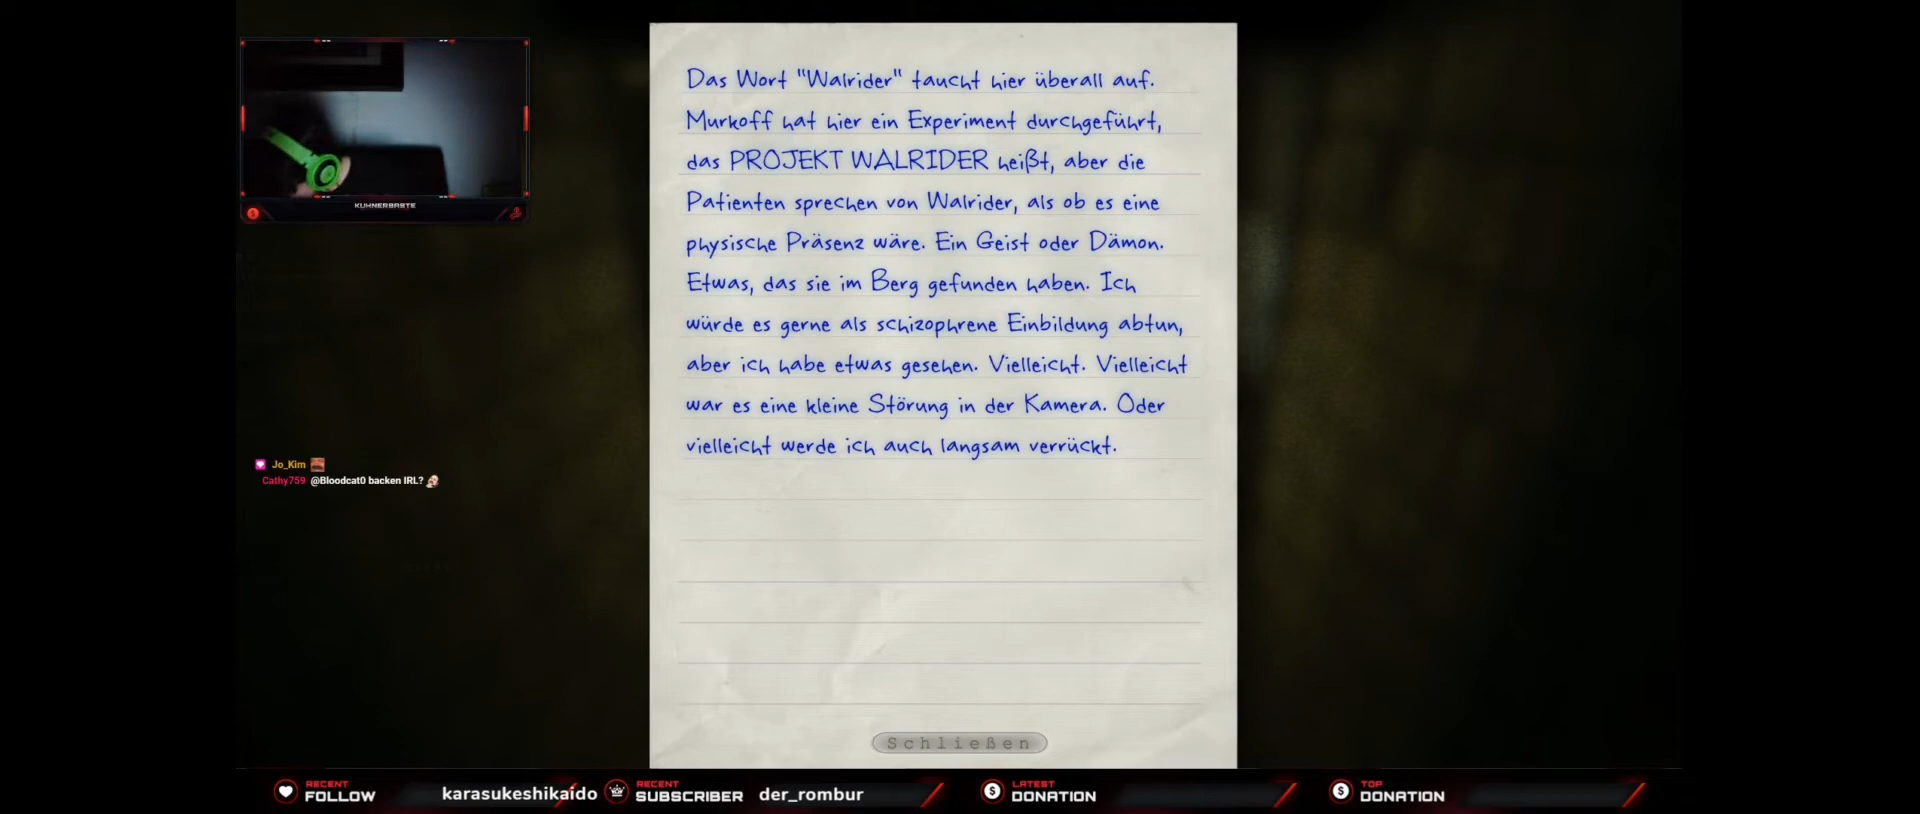 KUHNERBASTE
Das Wort "Walrider" taucht hier überall auf.
Murkoff hat hier ein Experiment durchgeführt,
das PROJEKT WALRIDER heißt, aber die
Patienten sprechen von Walrider, als ob es eine
physische Präsenz wäre. Ein Geist oder Dämon.
Etwas, das sie im Berg gefunden haben. Ich
würde es gerne als schizophrene Einbildung abtun,
aber ich habe etwas gesehen. Vielleicht. Vielleicht
war es eine kleine Störung in der Kamera. Oder
vielleicht werde ich auch langsam verrückt.
Jo_Kim
Cathy759 @Bloodcat0 backen IRL?
Schließen
RECENT FOLLOW karasukeshikaido
RECENT SUBSCRIBER der_rombur
LATEST DONATION
TOP DONATION